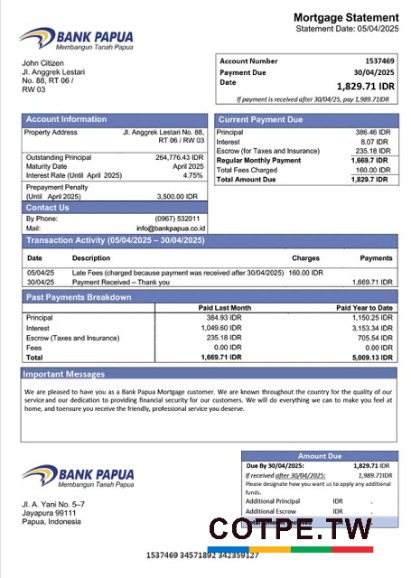 Mortgage Statement
Statement Date: 05/04/2025
BANK PAPUA
Membangun Tanah Papua
John Citizen
Jl. Anggrek Lestari
No. 88, RT 06 /
RW 03
Account Number 1537469
Payment Due 30/04/2025
Date
1,829.71 IDR
If payment is received after 30/04/25, pay 1,989.71IDR
Account Information
Property Address Jl. Anggrek Lestari No. 88,
RT 06 / RW 03
Outstanding Principal 264,776.43 IDR
Maturity Date April 2025
Interest Rate (Until April 2025) 4.75%
Prepayment Penalty
(Until April 2025) 3,500.00 IDR
Contact Us
By Phone: (0967) 532011
Mail: info@bankpapua.co.id
Current Payment Due
Principal 386.46 IDR
Interest 8.07 IDR
Escrow (for Taxes and Insurance) 235.18 IDR
Regular Monthly Payment 1,669.7 IDR
Total Fees Charged 160.00 IDR
Total Amount Due 1,829.7 IDR
Transaction Activity (05/04/2025 – 30/04/2025)
Date Description Charges Payments
05/04/25 Late Fees (charged because payment was received after 30/04/2025) 160.00 IDR
30/04/25 Payment Received – Thank you 1,669.71 IDR
Past Payments Breakdown
Paid Last Month Paid Year to Date
Principal 384.93 IDR 1,150.25 IDR
Interest 1,049.60 IDR 3,153.34 IDR
Escrow (Taxes and Insurance) 235.18 IDR 705.54 IDR
Fees 0.00 IDR 0.00 IDR
Total 1,669.71 IDR 5,009.13 IDR
Important Messages
We are pleased to have you as a Bank Papua Mortgage customer. We are known throughout the country for the quality of our
service and our dedication to providing financial security for our customers. We will do everything we can to make you feel at
home, and toensure you receive the friendly, professional service you deserve.
BANK PAPUA
Membangun Tanah Papua
Jl. A. Yani No. 5–7
Jayapura 99111
Papua, Indonesia
Amount Due
Due By 30/04/2025: 1,829.71 IDR
If received after 30/04/2025: 1,989.71IDR
Please designate how you want us to apply any additional
funds.
Additional Principal IDR .
Additional Escrow IDR .
COTPE.TW
1537469 34571892 342359127